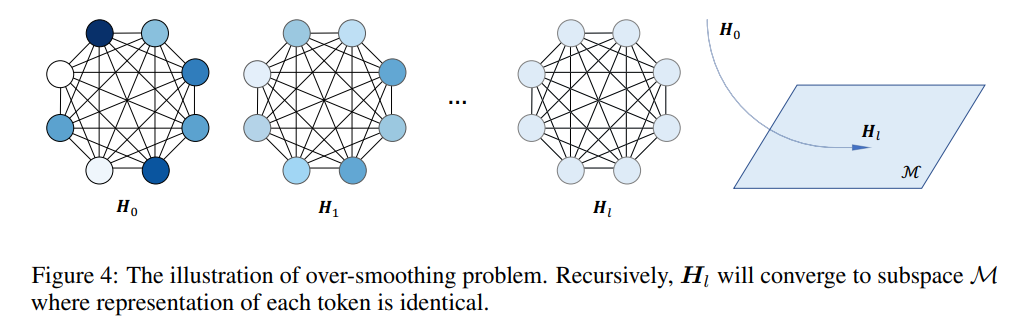 H₀
H₁
...
Hₗ
H₀
Hₗ
ℳ
Figure 4: The illustration of over-smoothing problem. Recursively, Hₗ will converge to subspace ℳ
where representation of each token is identical.